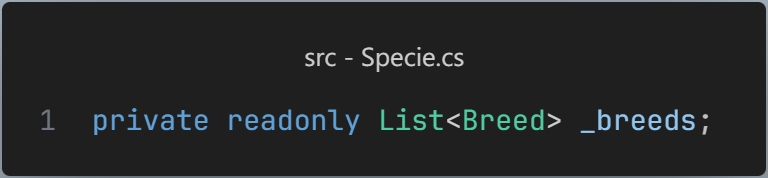 src - Specie.cs
1 private readonly List<Breed> _breeds;